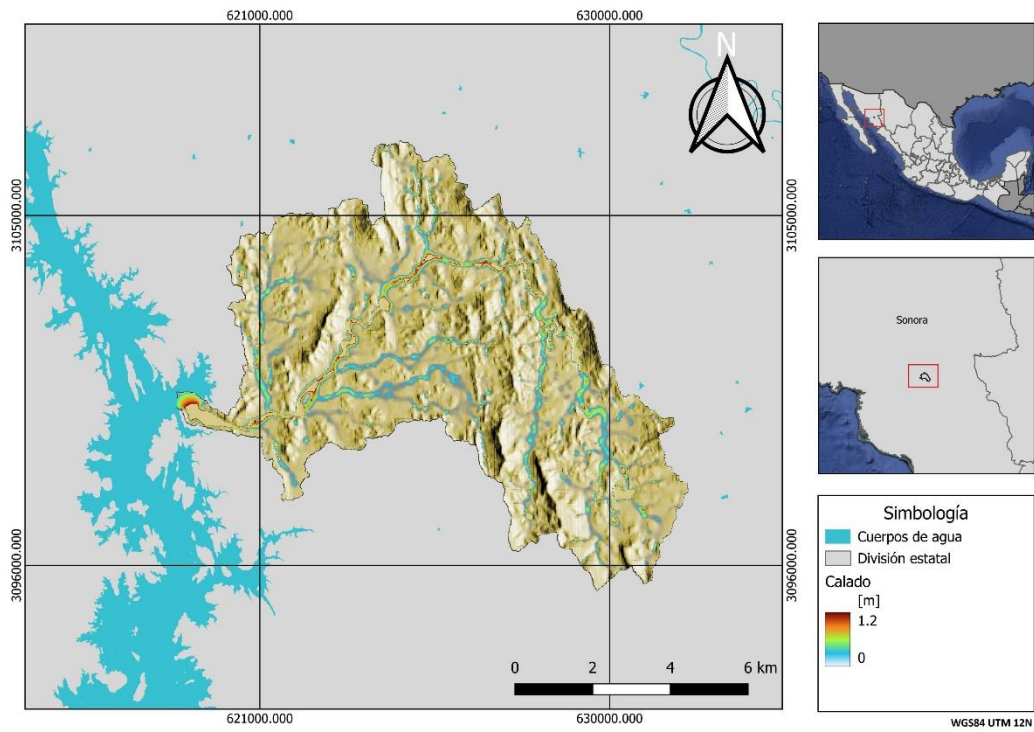 621000.000
630000.000
N
3105000.000
3105000.000
3096000.000
3096000.000
0 2 4 6 km
621000.000
630000.000
Sonora
Simbología
Cuerpos de agua
División estatal
Calado
[m]
1.2
0
WGS84 UTM 12N